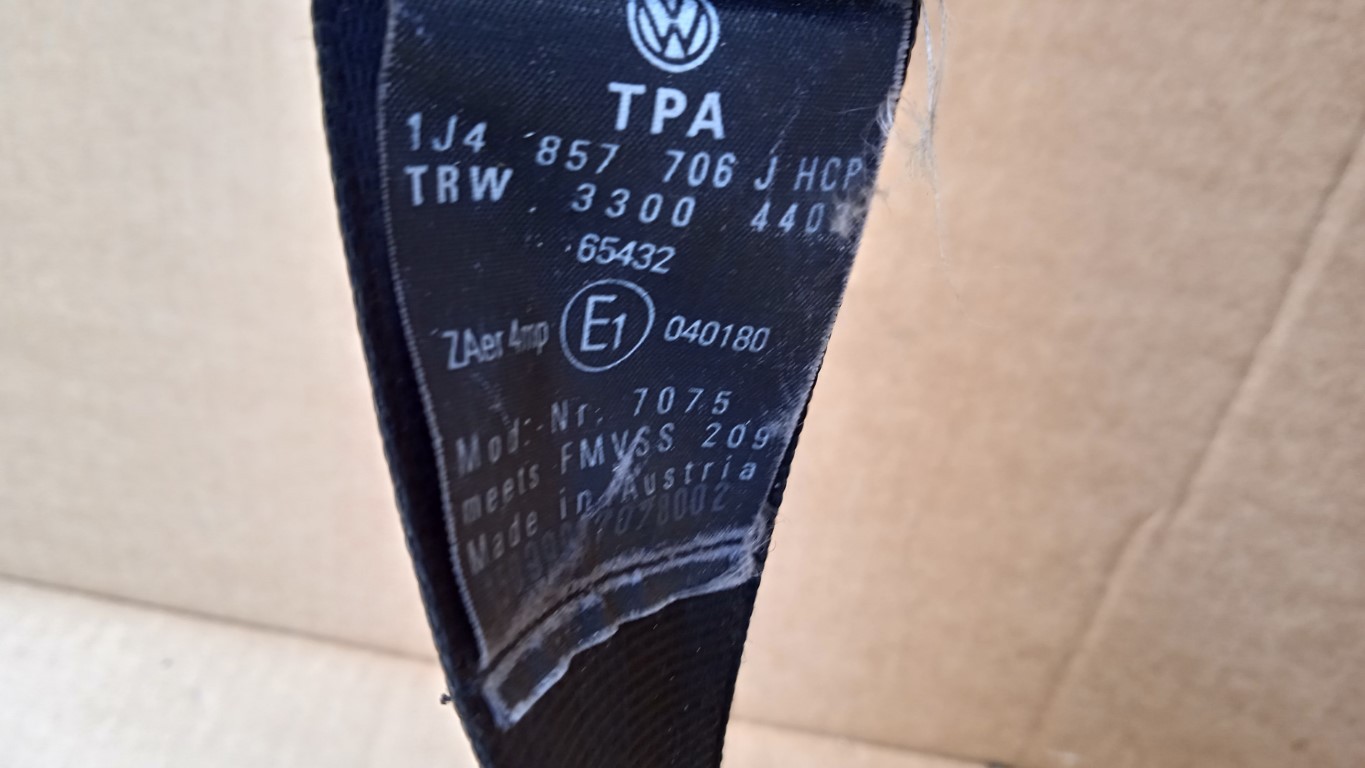 TPA
1J4 857 706 J HCP
TRW 3300
65432
ZAer 4mp E1 040180
Mod. Nr. 7075
meets FMVSS 209
Made in Austria